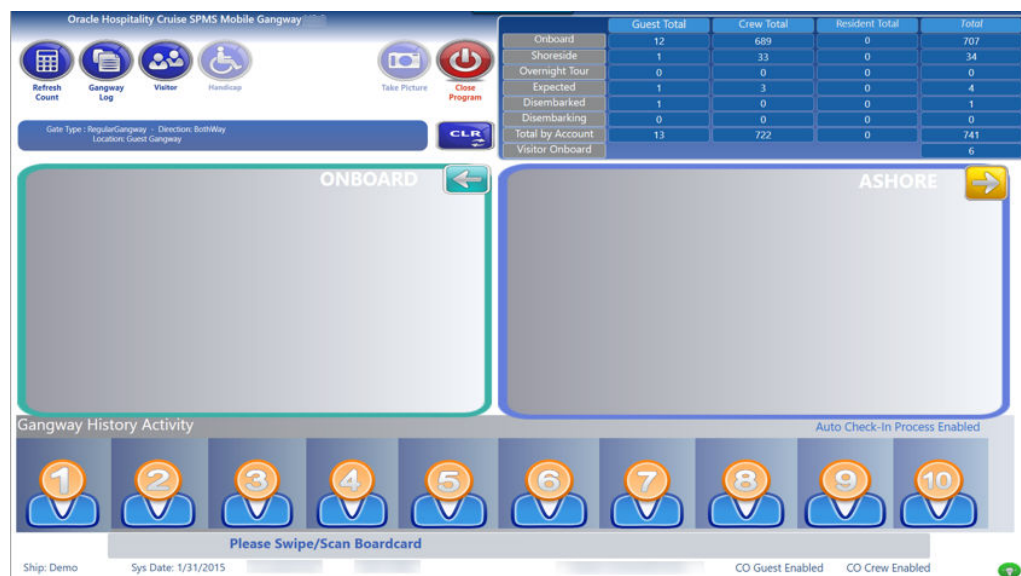 Oracle Hospitality Cruise SPMS Mobile Gangway
Refresh Count
Gangway Log
Visitor
Handicap
Take Picture
Close Program
Gate Type : RegularGangway - Direction: BothWay
Location: Guest Gangway
CLR
Guest Total Crew Total Resident Total Total
Onboard 12 689 0 707
Shoreside 1 33 0 34
Overnight Tour 0 0 0 0
Expected 1 3 0 4
Disembarked 1 0 0 1
Disembarking 0 0 0 0
Total by Account 13 722 0 741
Visitor Onboard 6
ONBOARD
ASHORE
Gangway History Activity
Auto Check-In Process Enabled
1 2 3 4 5 6 7 8 9 10
Please Swipe/Scan Boardcard
Ship: Demo Sys Date: 1/31/2015 CO Guest Enabled CO Crew Enabled